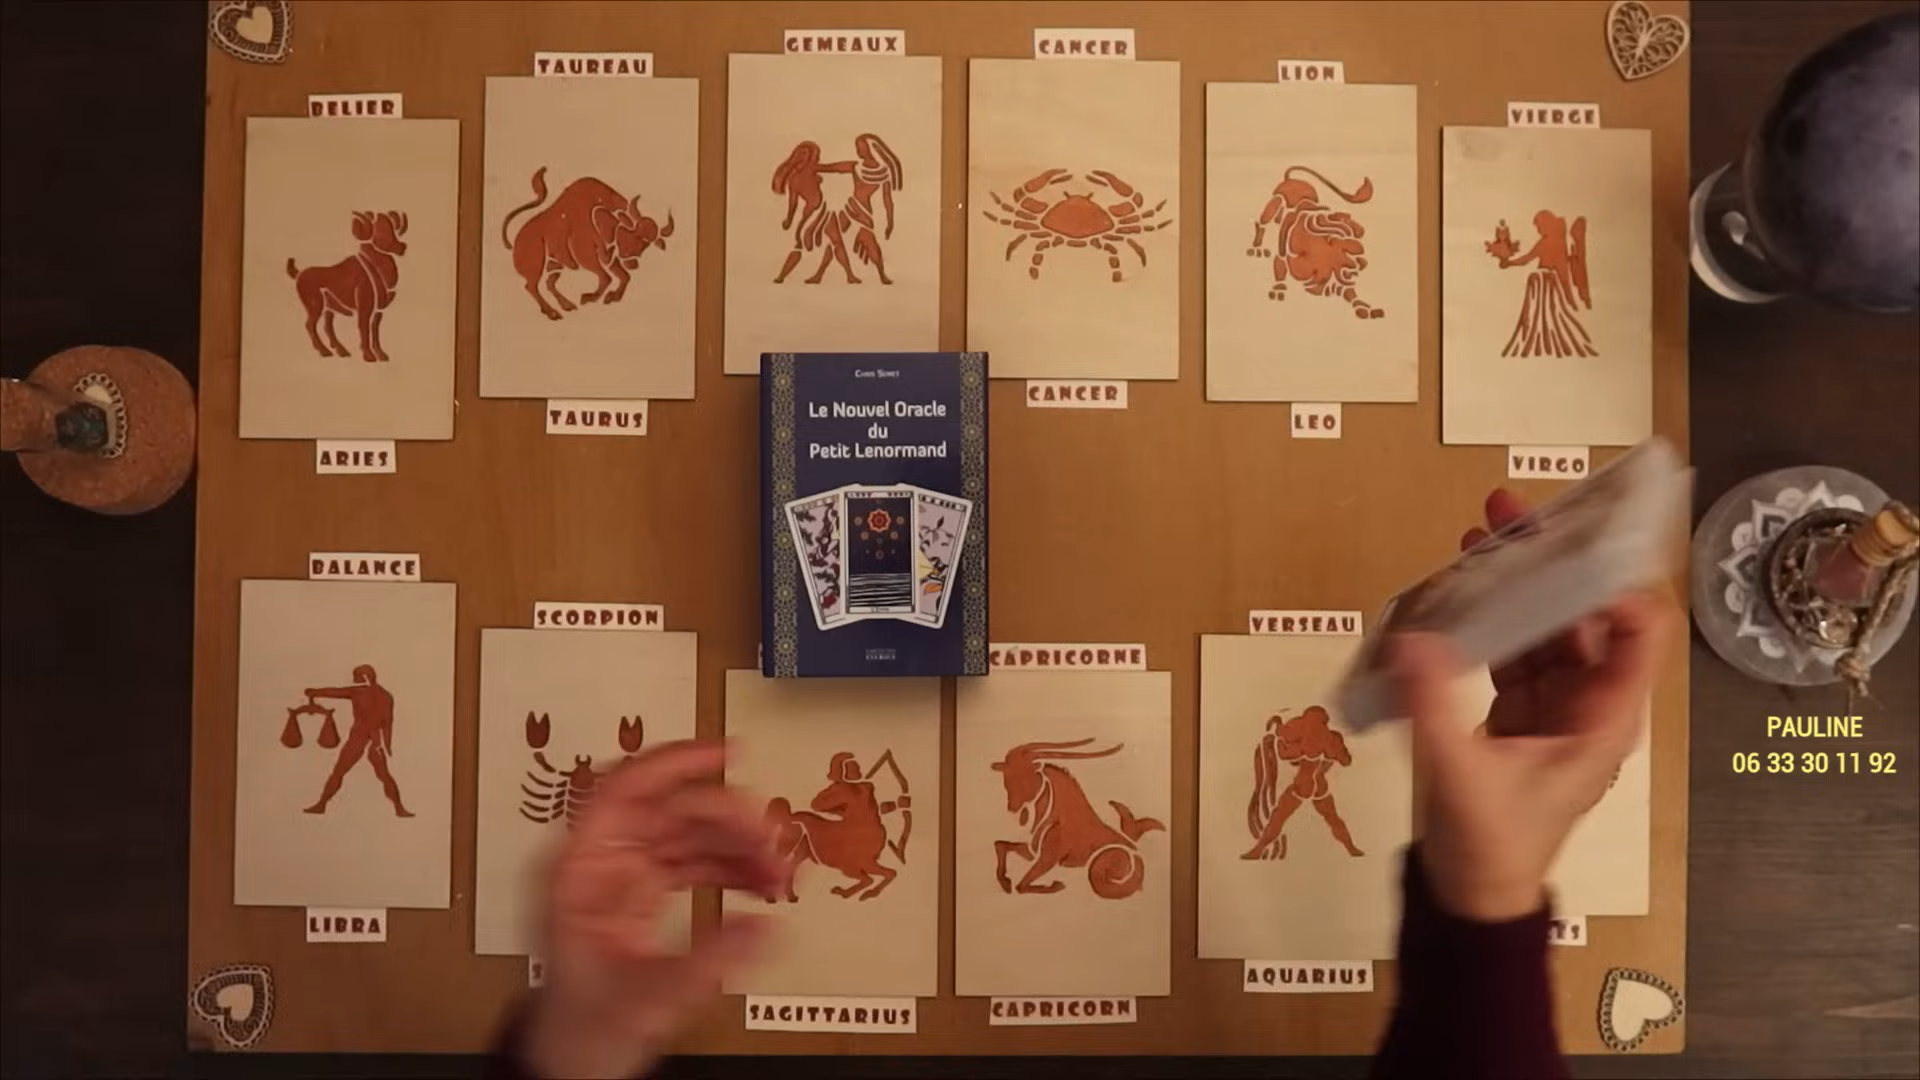 GEMEAUX
CANCER
TAUREAU
LION
BELIER
VIERGE
CANCER
TAURUS
LEO
ARIES
VIRGO
Le Nouvel Oracle
du
Petit Lenormand
BALANCE
SCORPION
VERSEAU
CAPRICORNE
PAULINE
06 33 30 11 92
LIBRA
AQUARIUS
SAGITTARIUS
CAPRICORN